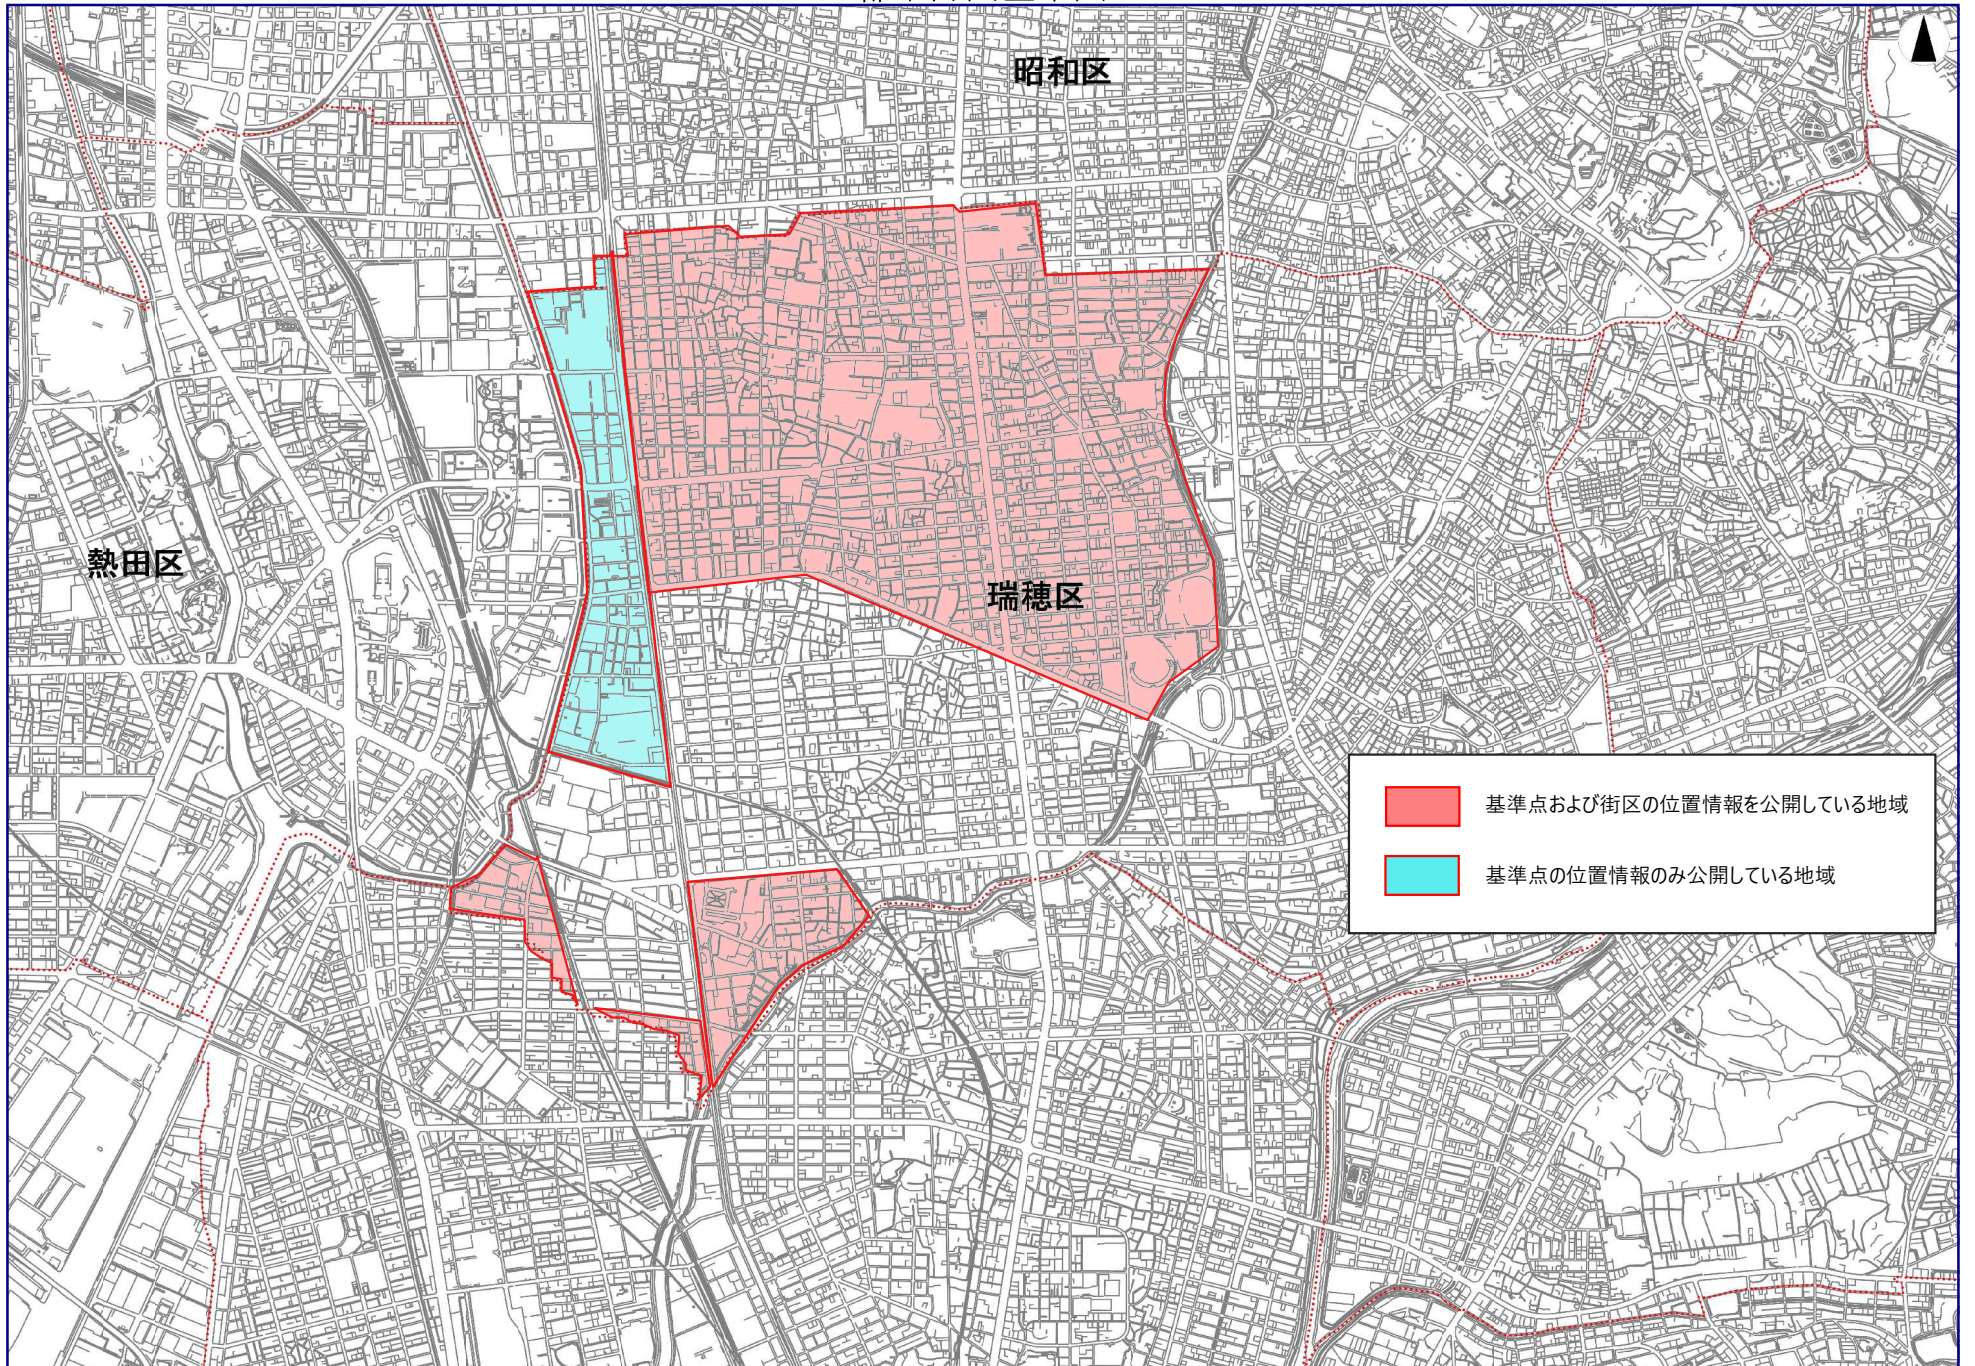 昭和区
熱田区
瑞穂区
基準点および街区の位置情報を公開している地域
基準点の位置情報のみ公開している地域